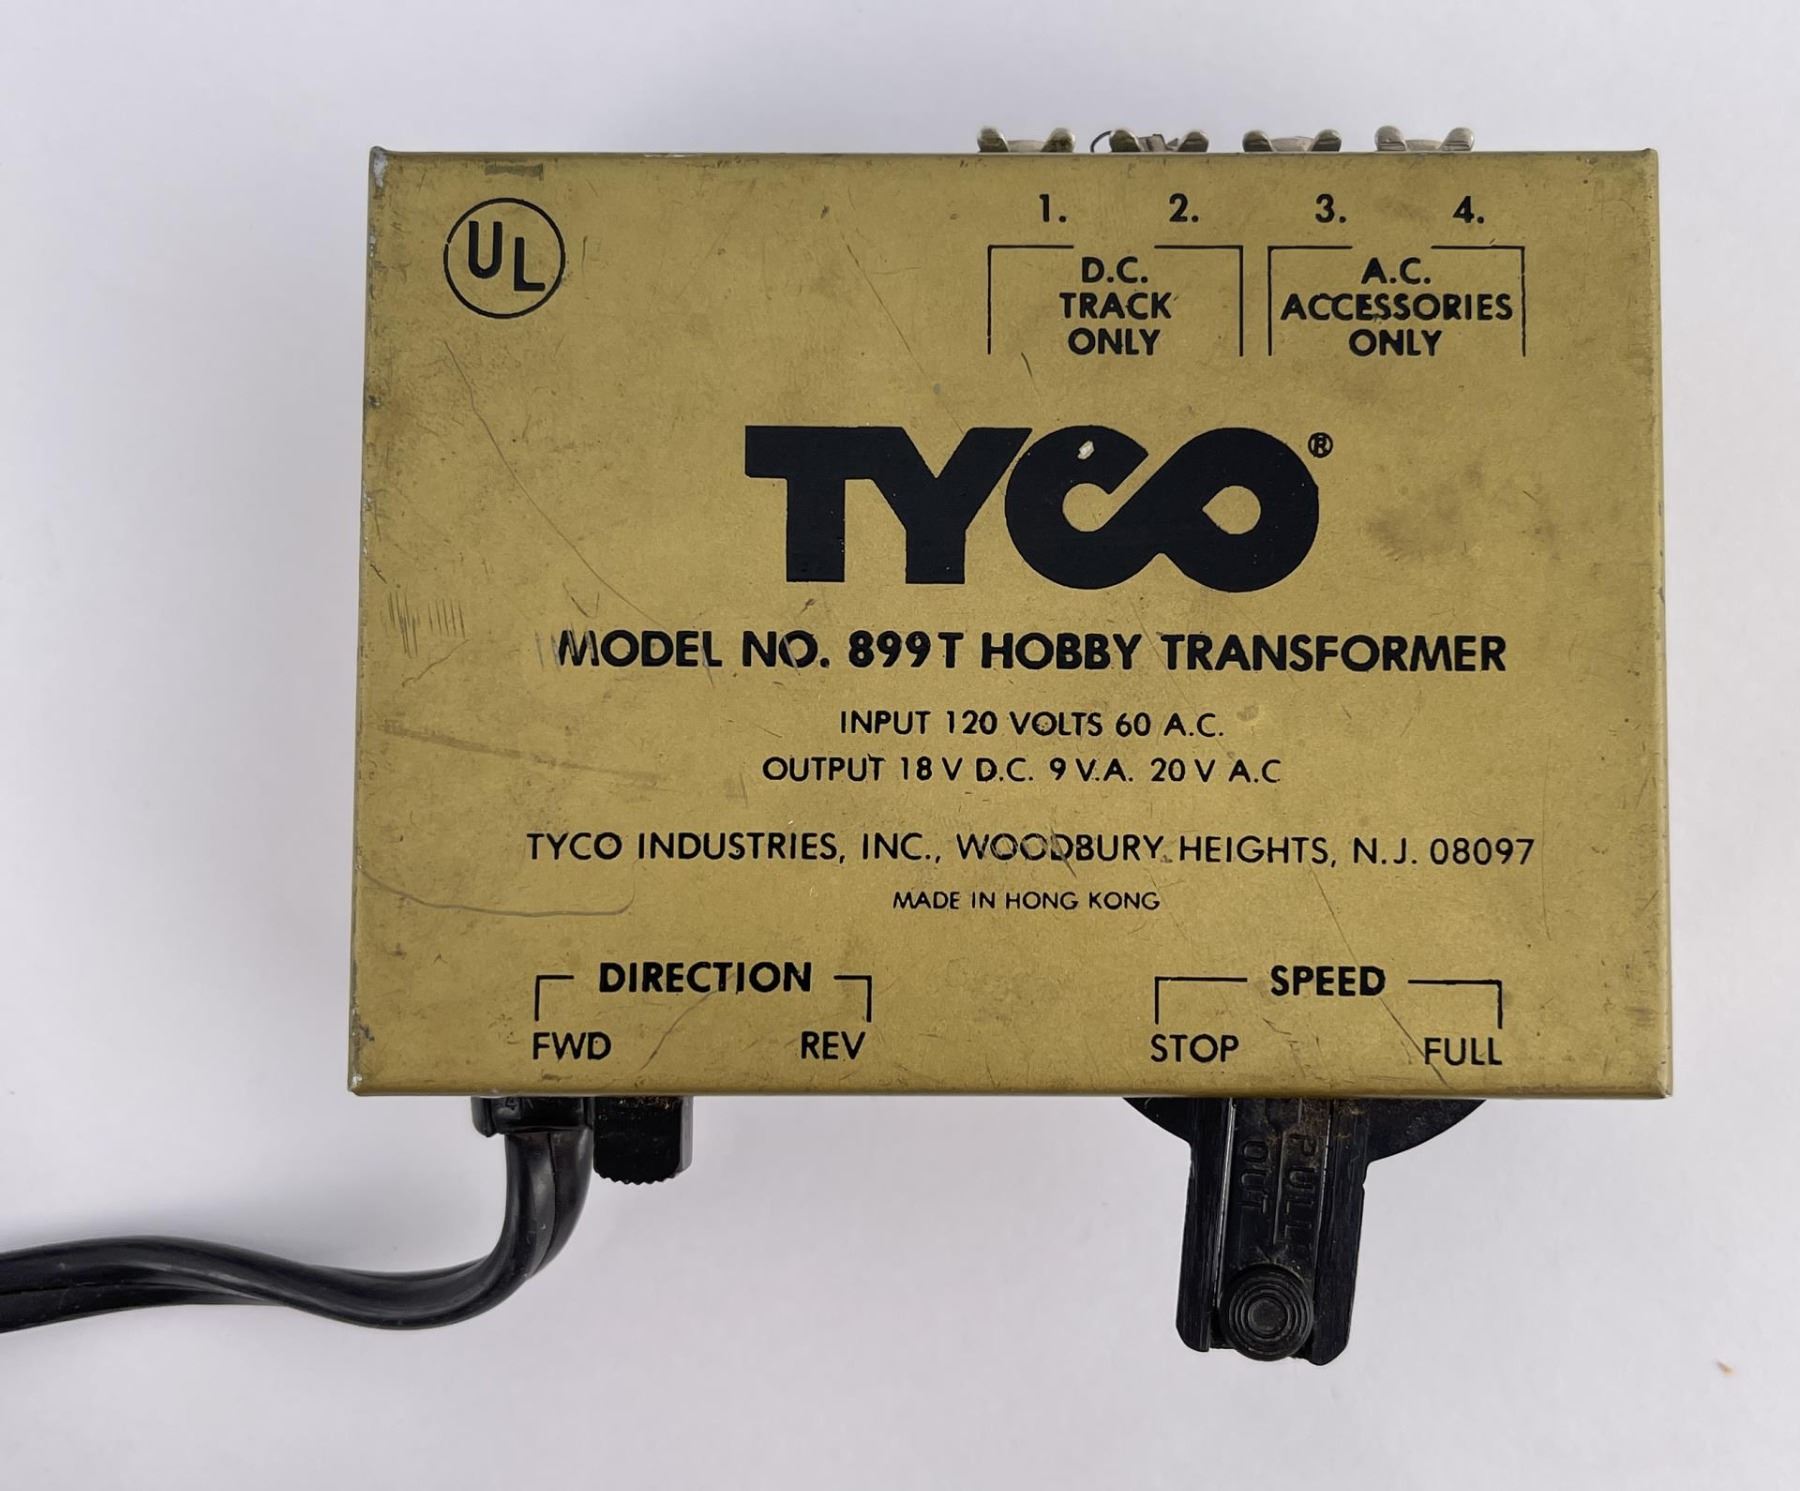 UL
1. 2. 3. 4.
D.C.
TRACK
ONLY
A.C.
ACCESSORIES
ONLY
TYCO®
MODEL NO. 899T HOBBY TRANSFORMER
INPUT 120 VOLTS 60 A.C.
OUTPUT 18 V D.C. 9 V.A. 20 V A.C
TYCO INDUSTRIES, INC., WOODBURY HEIGHTS, N.J. 08097
MADE IN HONG KONG
DIRECTION
FWD REV
SPEED
STOP FULL
PULL
OUT